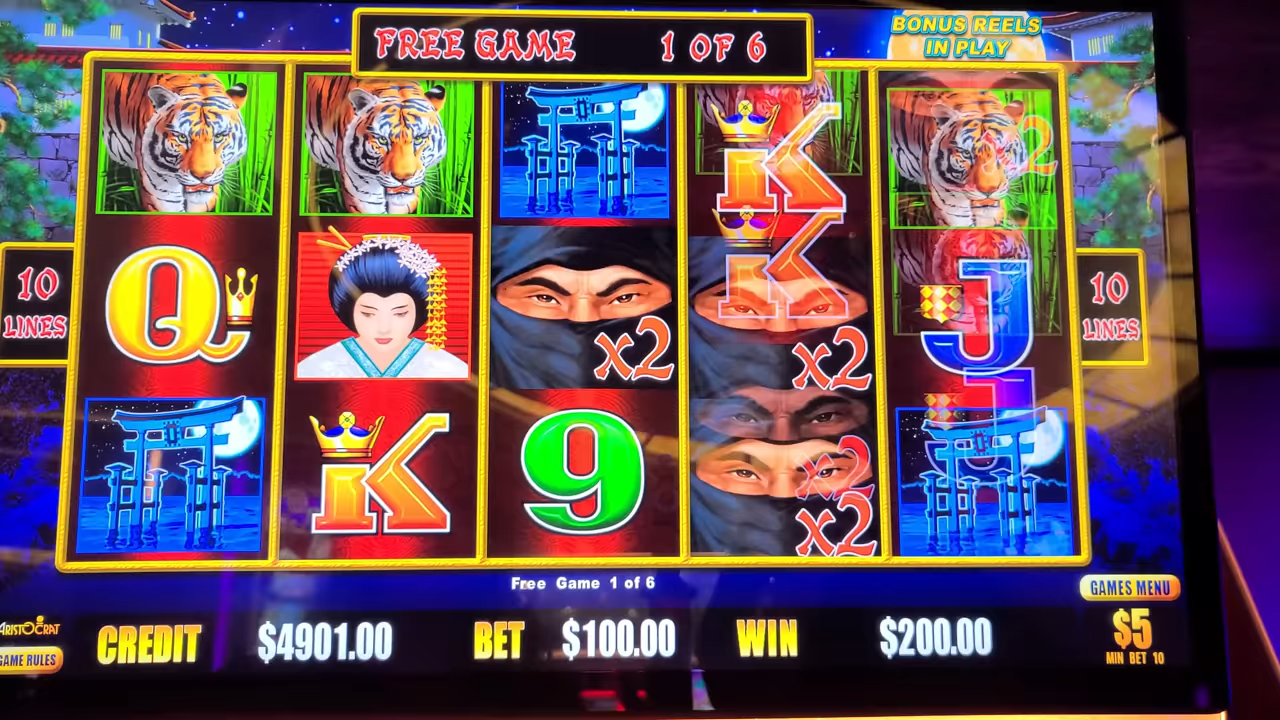 FREE GAME 1 OF 6
BONUS REELS
IN PLAY
K
K
x2
Q
J
10
LINES
x2
x2
10
LINES
K
9
x2
x2
Free Game 1 of 6
GAMES MENU
ARISTOCRAT
GAME RULES
CREDIT $4901.00 BET $100.00 WIN $200.00
$5
MIN BET 10